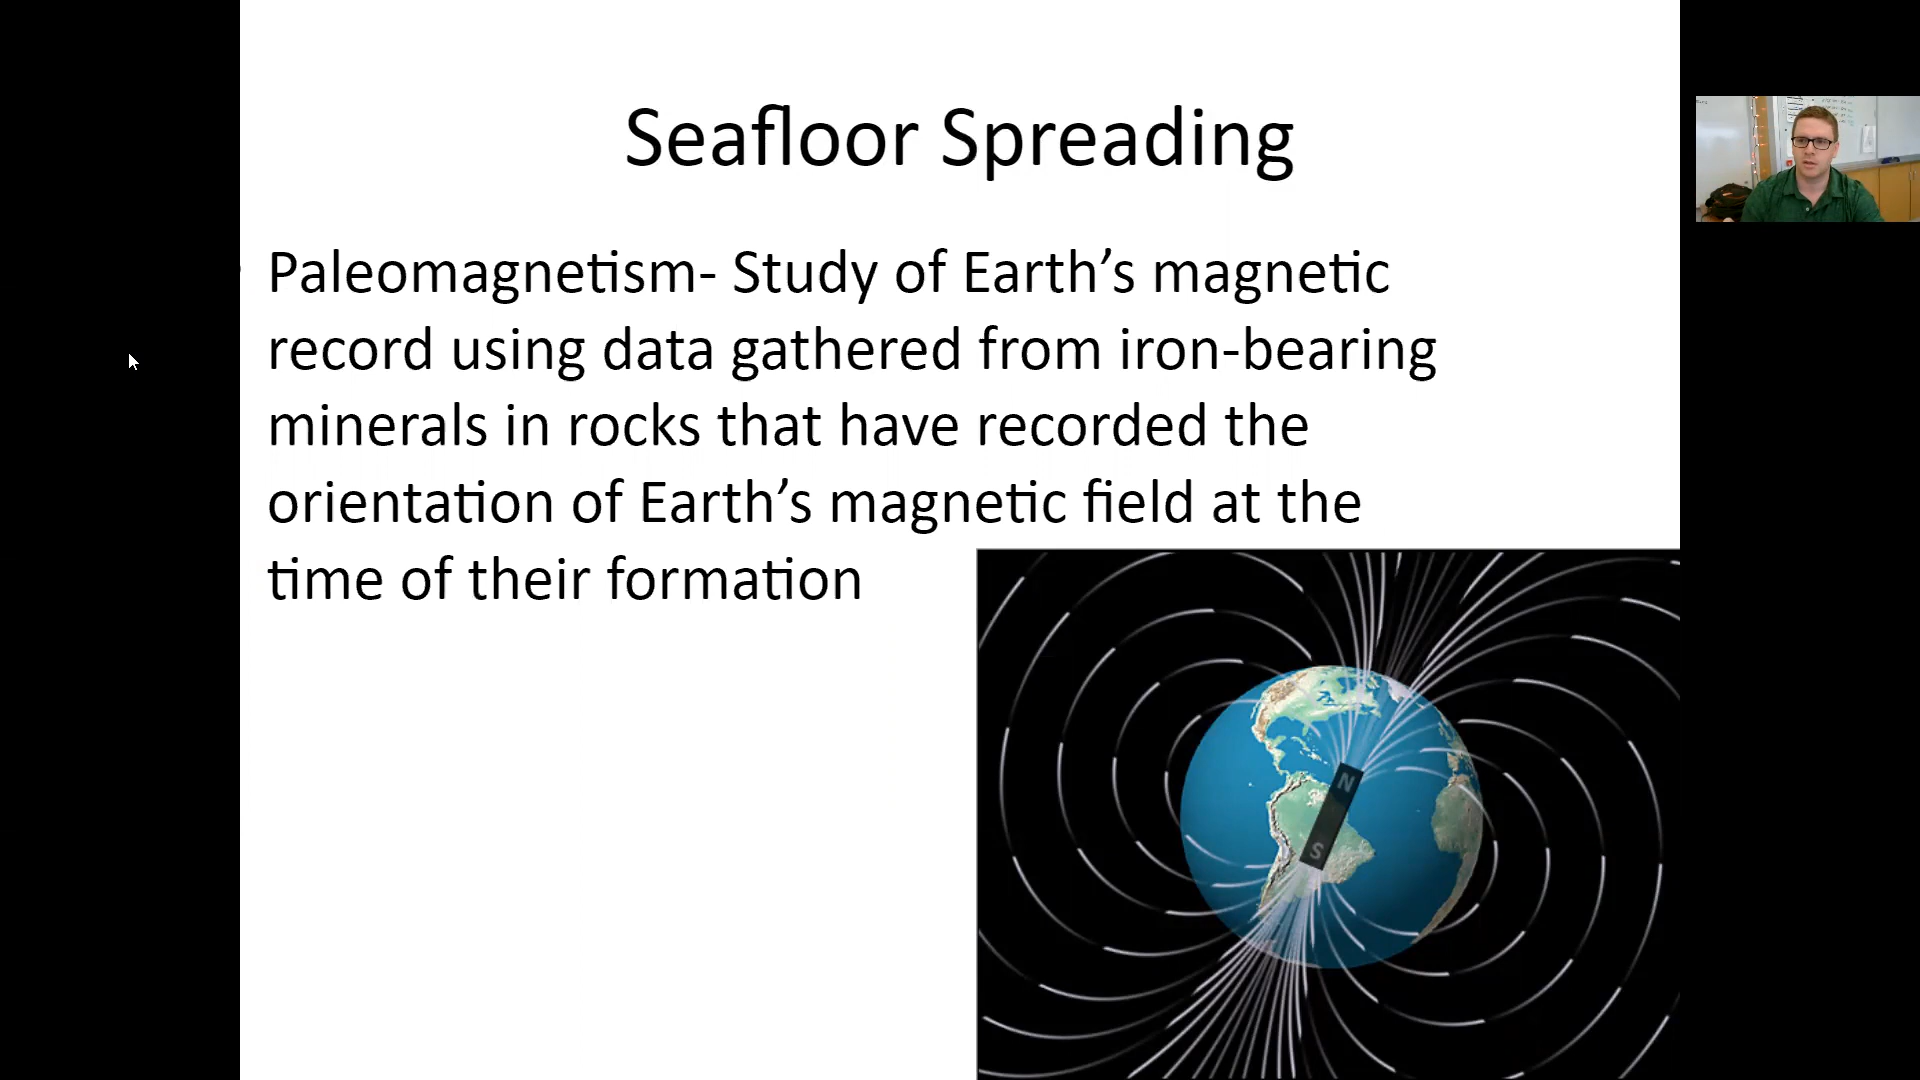 Seafloor Spreading
Paleomagnetism- Study of Earth’s magnetic
record using data gathered from iron-bearing
minerals in rocks that have recorded the
orientation of Earth’s magnetic field at the
time of their formation
N
S